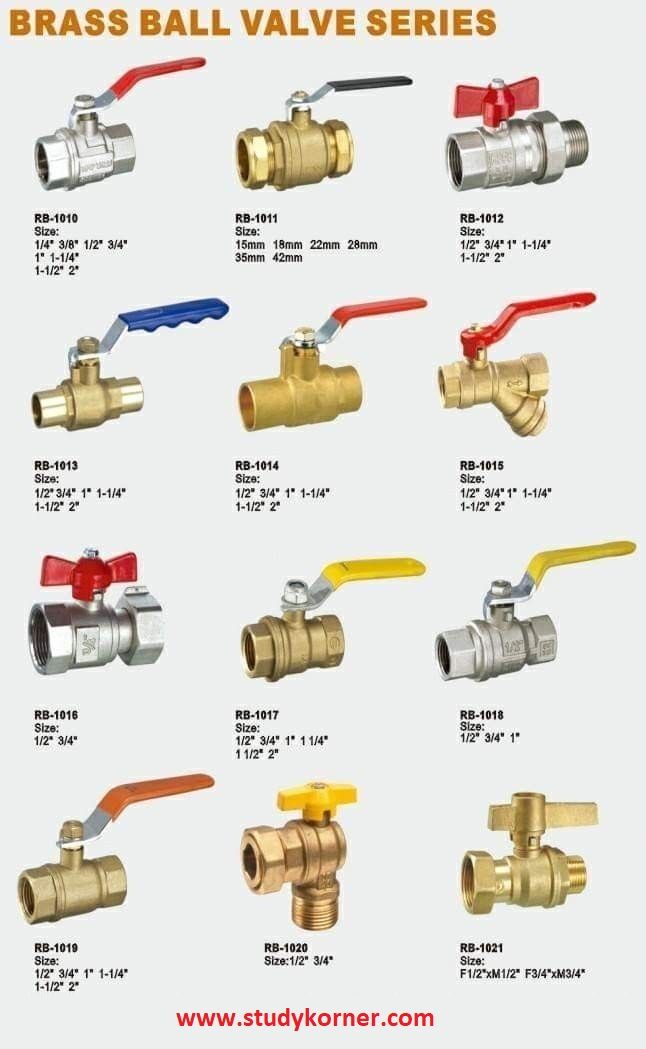 BRASS BALL VALVE SERIES
RB-1010
Size:
1/4" 3/8" 1/2" 3/4"
1" 1-1/4"
1-1/2" 2"
RB-1011
Size:
15mm 18mm 22mm 28mm
35mm 42mm
RB-1012
Size:
1/2" 3/4" 1" 1-1/4"
1-1/2" 2"
RB-1013
Size:
1/2" 3/4" 1" 1-1/4"
1-1/2" 2"
RB-1014
Size:
1/2" 3/4" 1" 1-1/4"
1-1/2" 2"
RB-1015
Size:
1/2" 3/4" 1" 1-1/4"
1-1/2" 2"
3/4"
RB-1016
Size:
1/2" 3/4"
RB-1017
Size:
1/2" 3/4" 1" 1 1/4"
1 1/2" 2"
1/2"
RB-1018
Size:
1/2" 3/4" 1"
RB-1019
Size:
1/2" 3/4" 1" 1-1/4"
1-1/2" 2"
RB-1020
Size:1/2" 3/4"
RB-1021
Size:
F1/2"xM1/2" F3/4"xM3/4"
www.studykorner.com